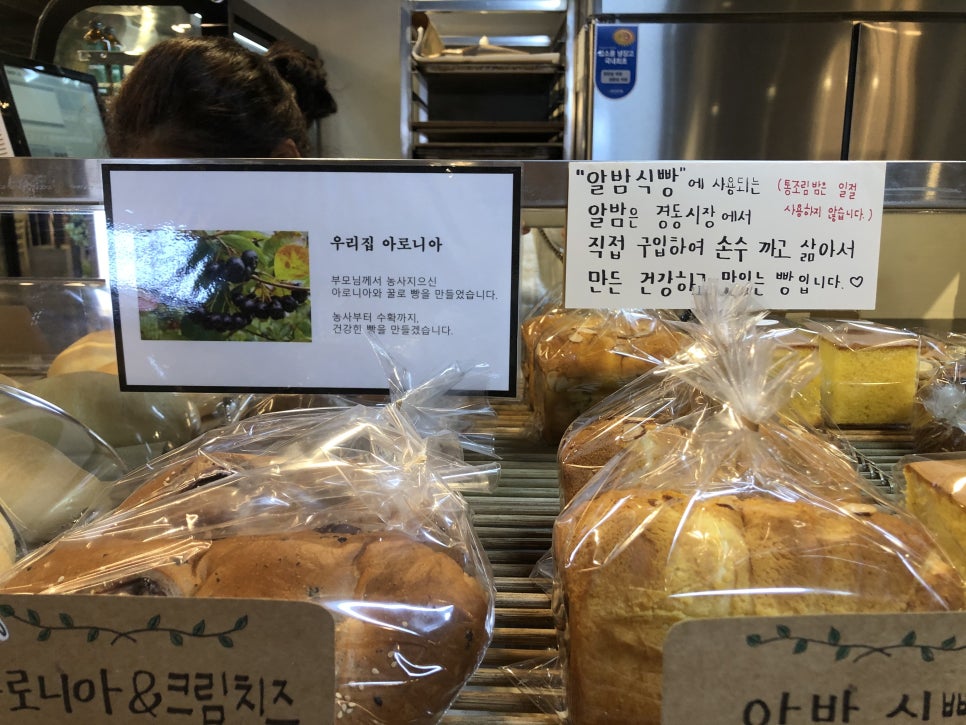 "알밤식빵"에 사용되는 (통조림밤은 일절
알밤은 경동시장에서 사용하지 않습니다.)
직접 구입하여 손수 까고 삶아서
만든 건강하고 맛있는 빵입니다.♡
우리집 아로니아
부모님께서 농사지으신
아로니아와 꿀로 빵을 만들었습니다.
농사부터 수확까지,
건강힌 빵을 만들겠습니다.
로니아&크림치즈
알밤 식빵